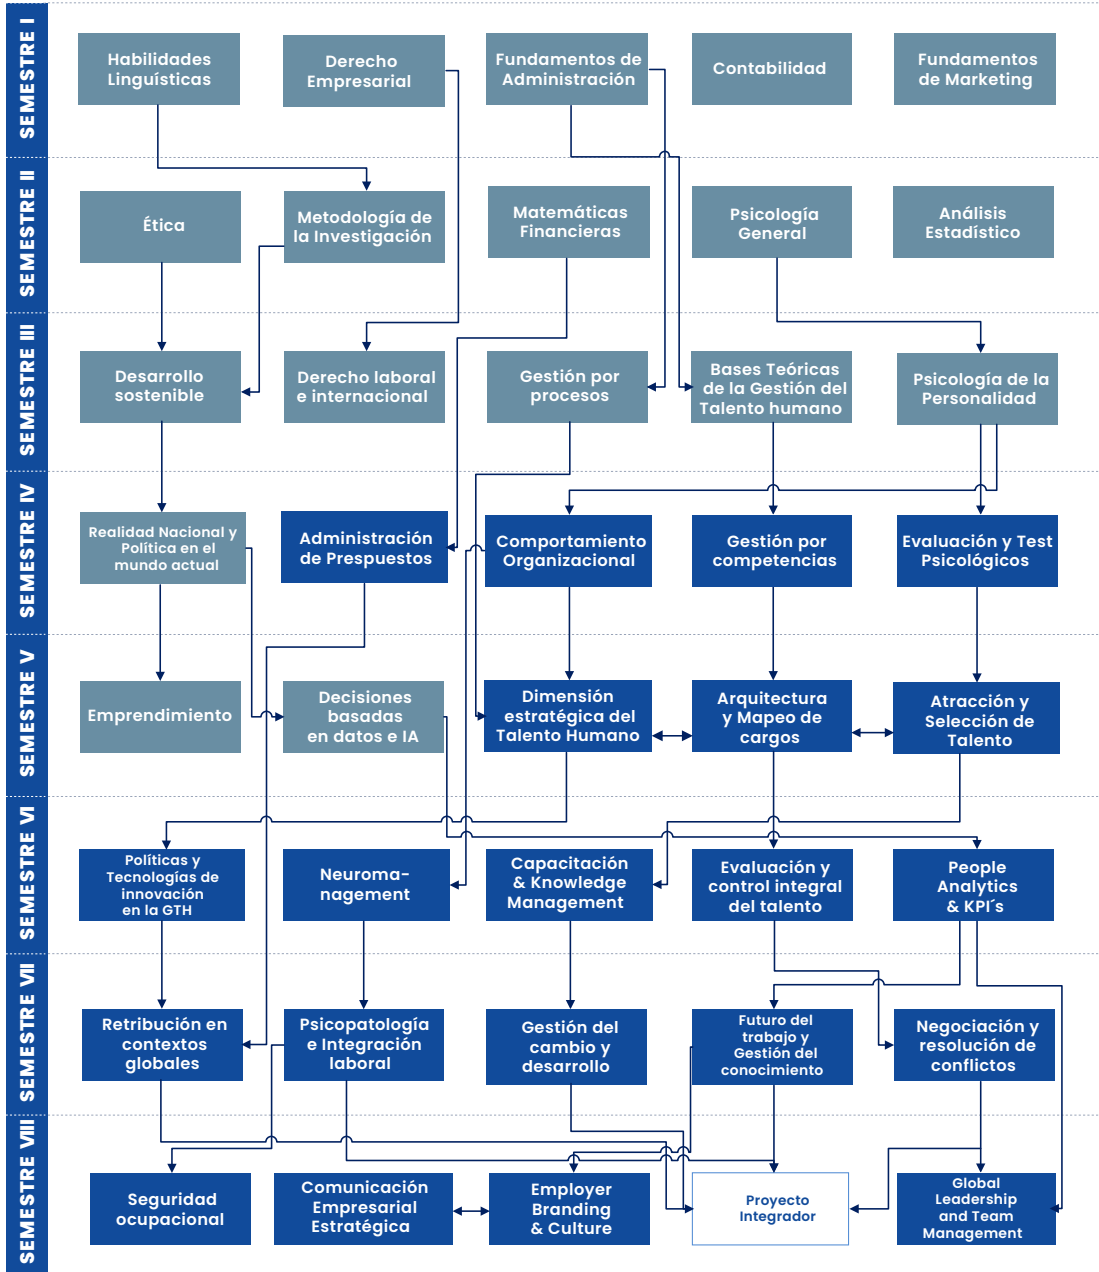 SEMESTRE I
Habilidades
Lingüísticas
Derecho
Empresarial
Fundamentos de
Administración
Contabilidad
Fundamentos
de Marketing
SEMESTRE II
Ética
Metodología de
la Investigación
Matemáticas
Financieras
Psicología
General
Análisis
Estadístico
SEMESTRE III
Desarrollo
sostenible
Derecho laboral
e internacional
Gestión por
procesos
Bases Teóricas
de la Gestión del
Talento humano
Psicología de la
Personalidad
SEMESTRE IV
Realidad Nacional y
Política en el
mundo actual
Administración
de Prespuestos
Comportamiento
Organizacional
Gestión por
competencias
Evaluación y Test
Psicológicos
SEMESTRE V
Emprendimiento
Decisiones
basadas
en datos e IA
Dimensión
estratégica del
Talento Humano
Arquitectura
y Mapeo de
cargos
Atracción y
Selección de
Talento
SEMESTRE VI
Políticas y
Tecnologías de
innovación
en la GTH
Neuroma-
nagement
Capacitación
& Knowledge
Management
Evaluación y
control integral
del talento
People
Analytics
& KPI´s
SEMESTRE VII
Retribución en
contextos
globales
Psicopatología
e Integración
laboral
Gestión del
cambio y
desarrollo
Futuro del
trabajo y
Gestión del
conocimiento
Negociación y
resolución de
conflictos
SEMESTRE VIII
Seguridad
ocupacional
Comunicación
Empresarial
Estratégica
Employer
Branding
& Culture
Proyecto
Integrador
Global
Leadership
and Team
Management